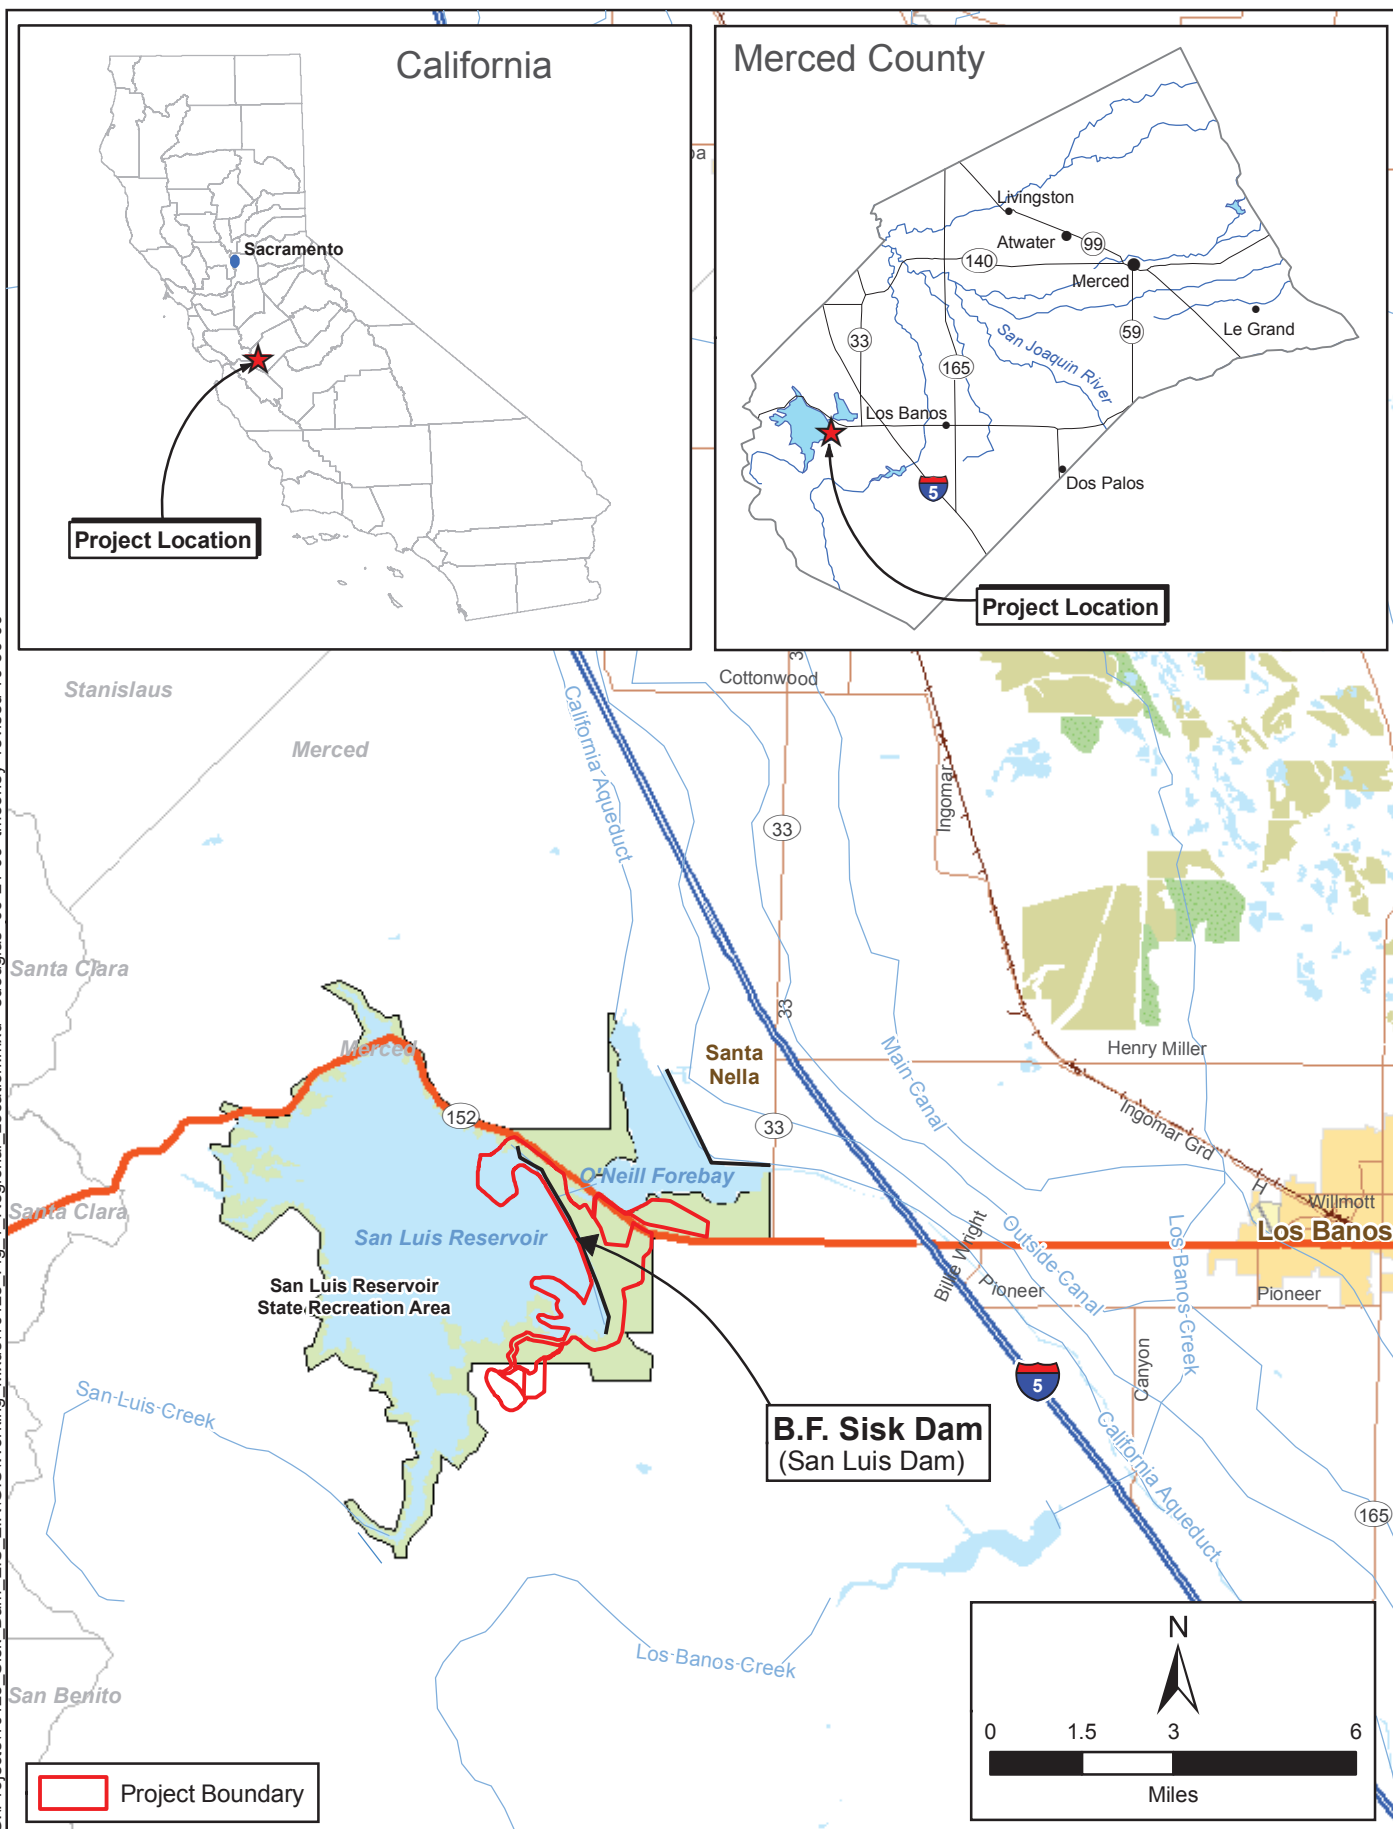 California
Sacramento
Project Location
Merced County
Livingston
Atwater
99
140
Merced
59
Le Grand
33
San Joaquin River
165
Los Banos
5
Dos Palos
Project Location
Stanislaus
Merced
California Aqueduct
Cottonwood
Ingomar
33
Santa Clara
Merced
33
Santa
Nella
Main Canal
Henry Miller
152
33
Ingomar Grd
O'Neill Forebay
Santa Clara
San Luis Reservoir
Billie Wright
Outside Canal
Los Banos Creek
Willmott
Los Banos
San Luis Reservoir
State Recreation Area
Pioneer
Pioneer
Canyon
5
San Luis Creek
B.F. Sisk Dam
(San Luis Dam)
California Aqueduct
165
Los Banos Creek
San Benito
N
0 1.5 3 6
Miles
Project Boundary